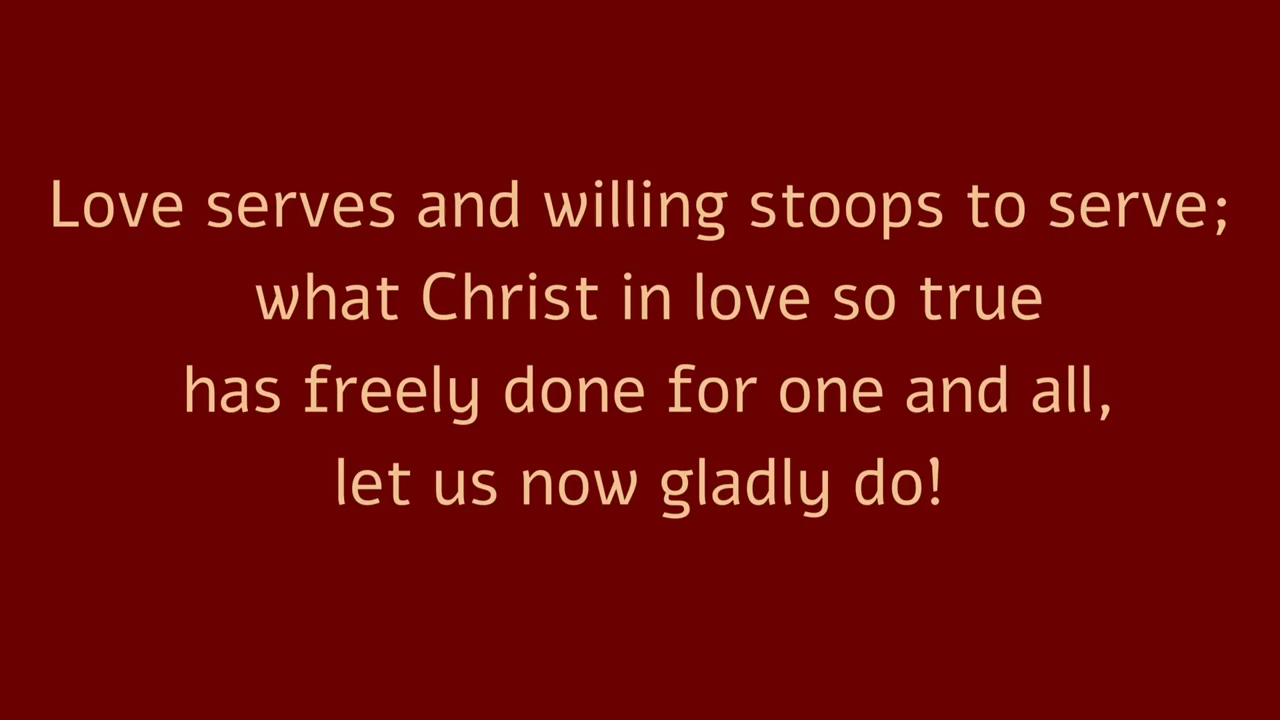 Love serves and willing stoops to serve;
what Christ in love so true
has freely done for one and all,
let us now gladly do!